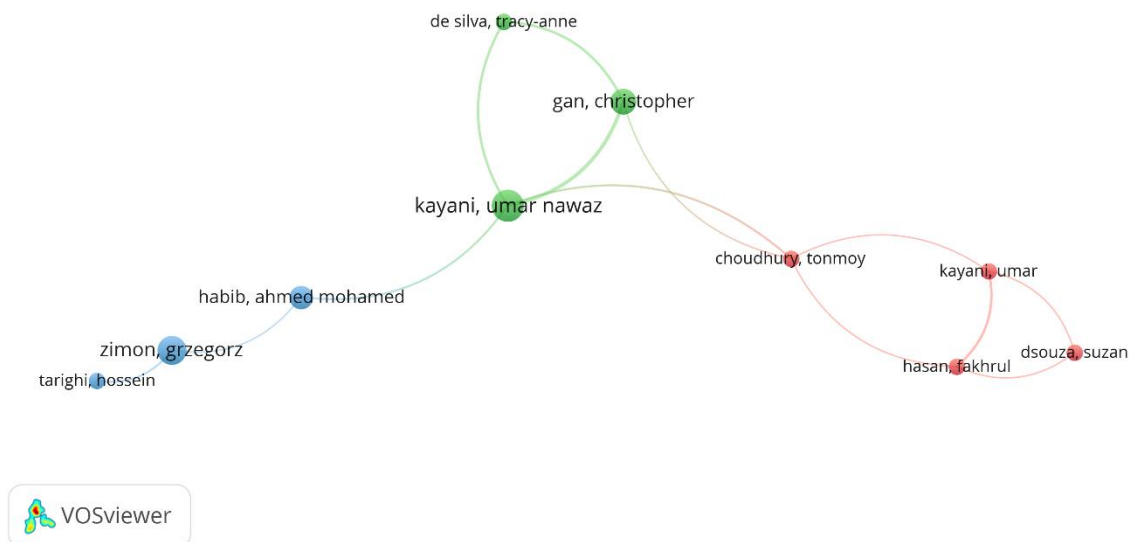 de silva, tracy-anne
gan, christopher
kayani, umar nawaz
choudhury, tonmoy
kayani, umar
habib, ahmed mohamed
zimon, grzegorz
dsouza, suzan
hasan, fakhrul
tarighi, hossein
VOSviewer